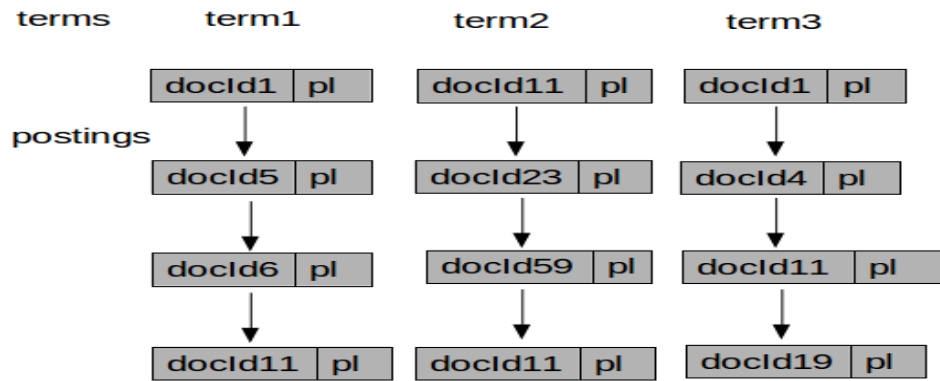 terms term1 term2 term3
docId1 pl docId11 pl docId1 pl
postings
docId5 pl docId23 pl docId4 pl
docId6 pl docId59 pl docId11 pl
docId11 pl docId11 pl docId19 pl